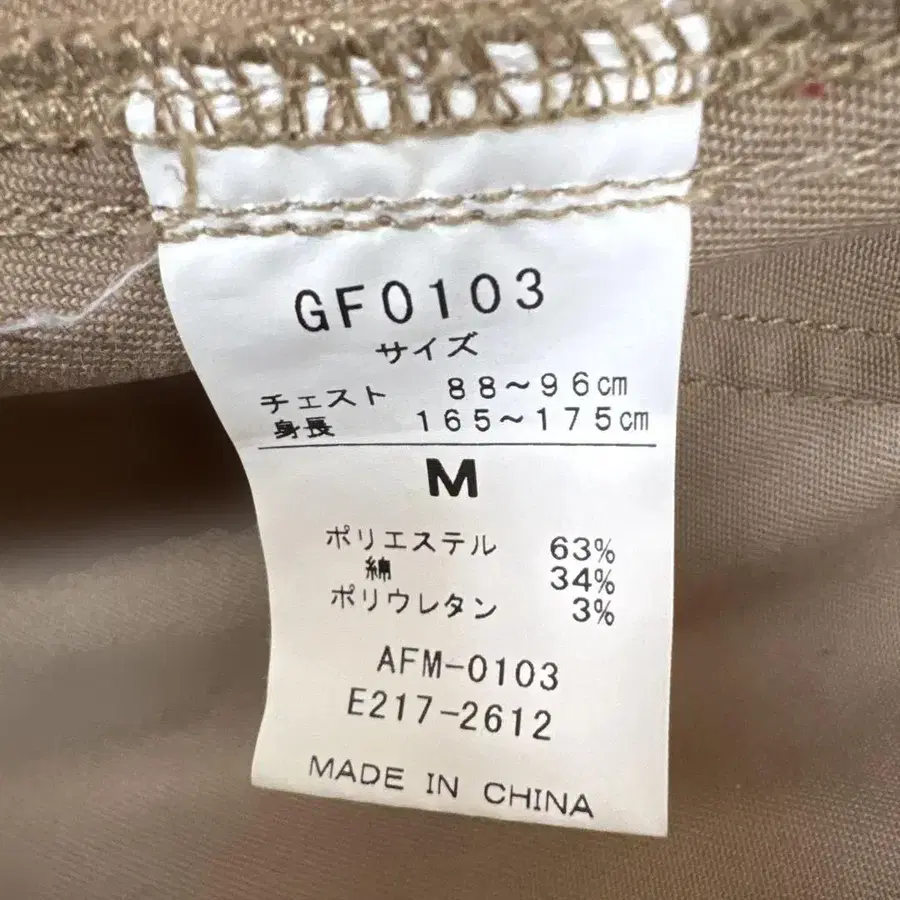 GF0103
サイズ
チェスト 88～96cm
身長 165～175cm
M
ポリエステル 63%
綿 34%
ポリウレタン 3%
AFM-0103
E217-2612
MADE IN CHINA